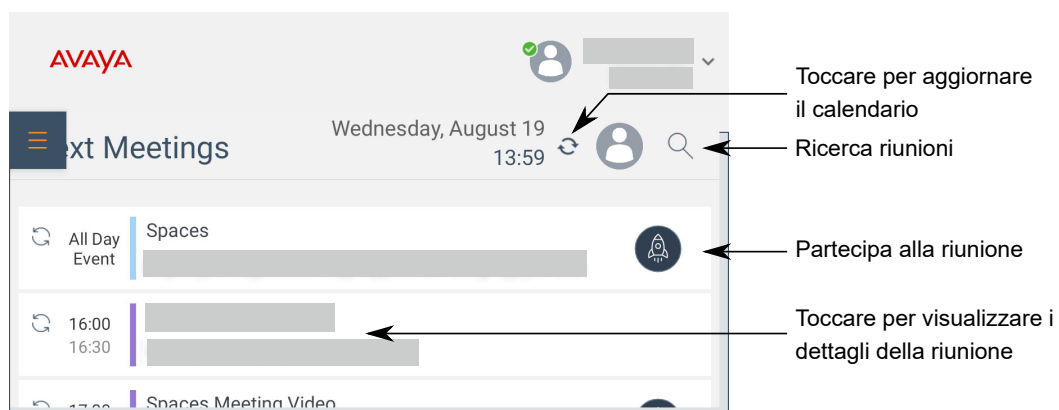 AVAYA
Toccare per aggiornare
il calendario
Wednesday, August 19
ext Meetings
13:59
Ricerca riunioni
Spaces
All Day
Event
Partecipa alla riunione
16:00
16:30
Toccare per visualizzare i
dettagli della riunione
Spaces Meeting Video